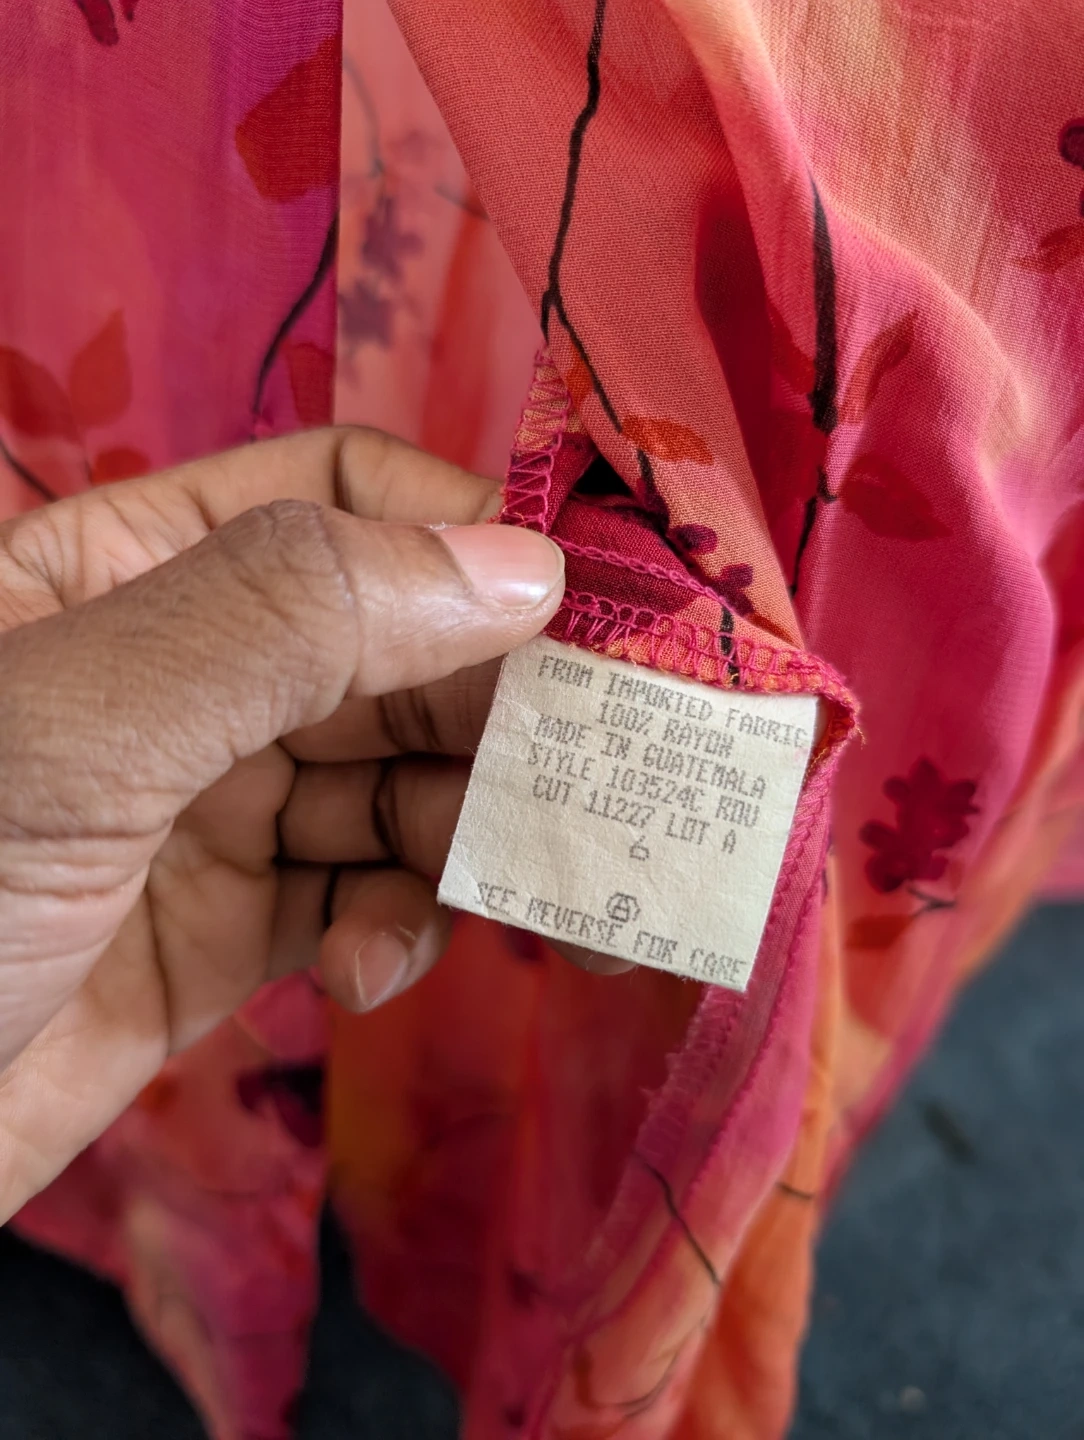 FROM IMPORTED FABRIC
100% RAYON
MADE IN GUATEMALA
STYLE 103524C RDU
CUT 11227 LOT A
6
A
SEE REVERSE FOR CARE